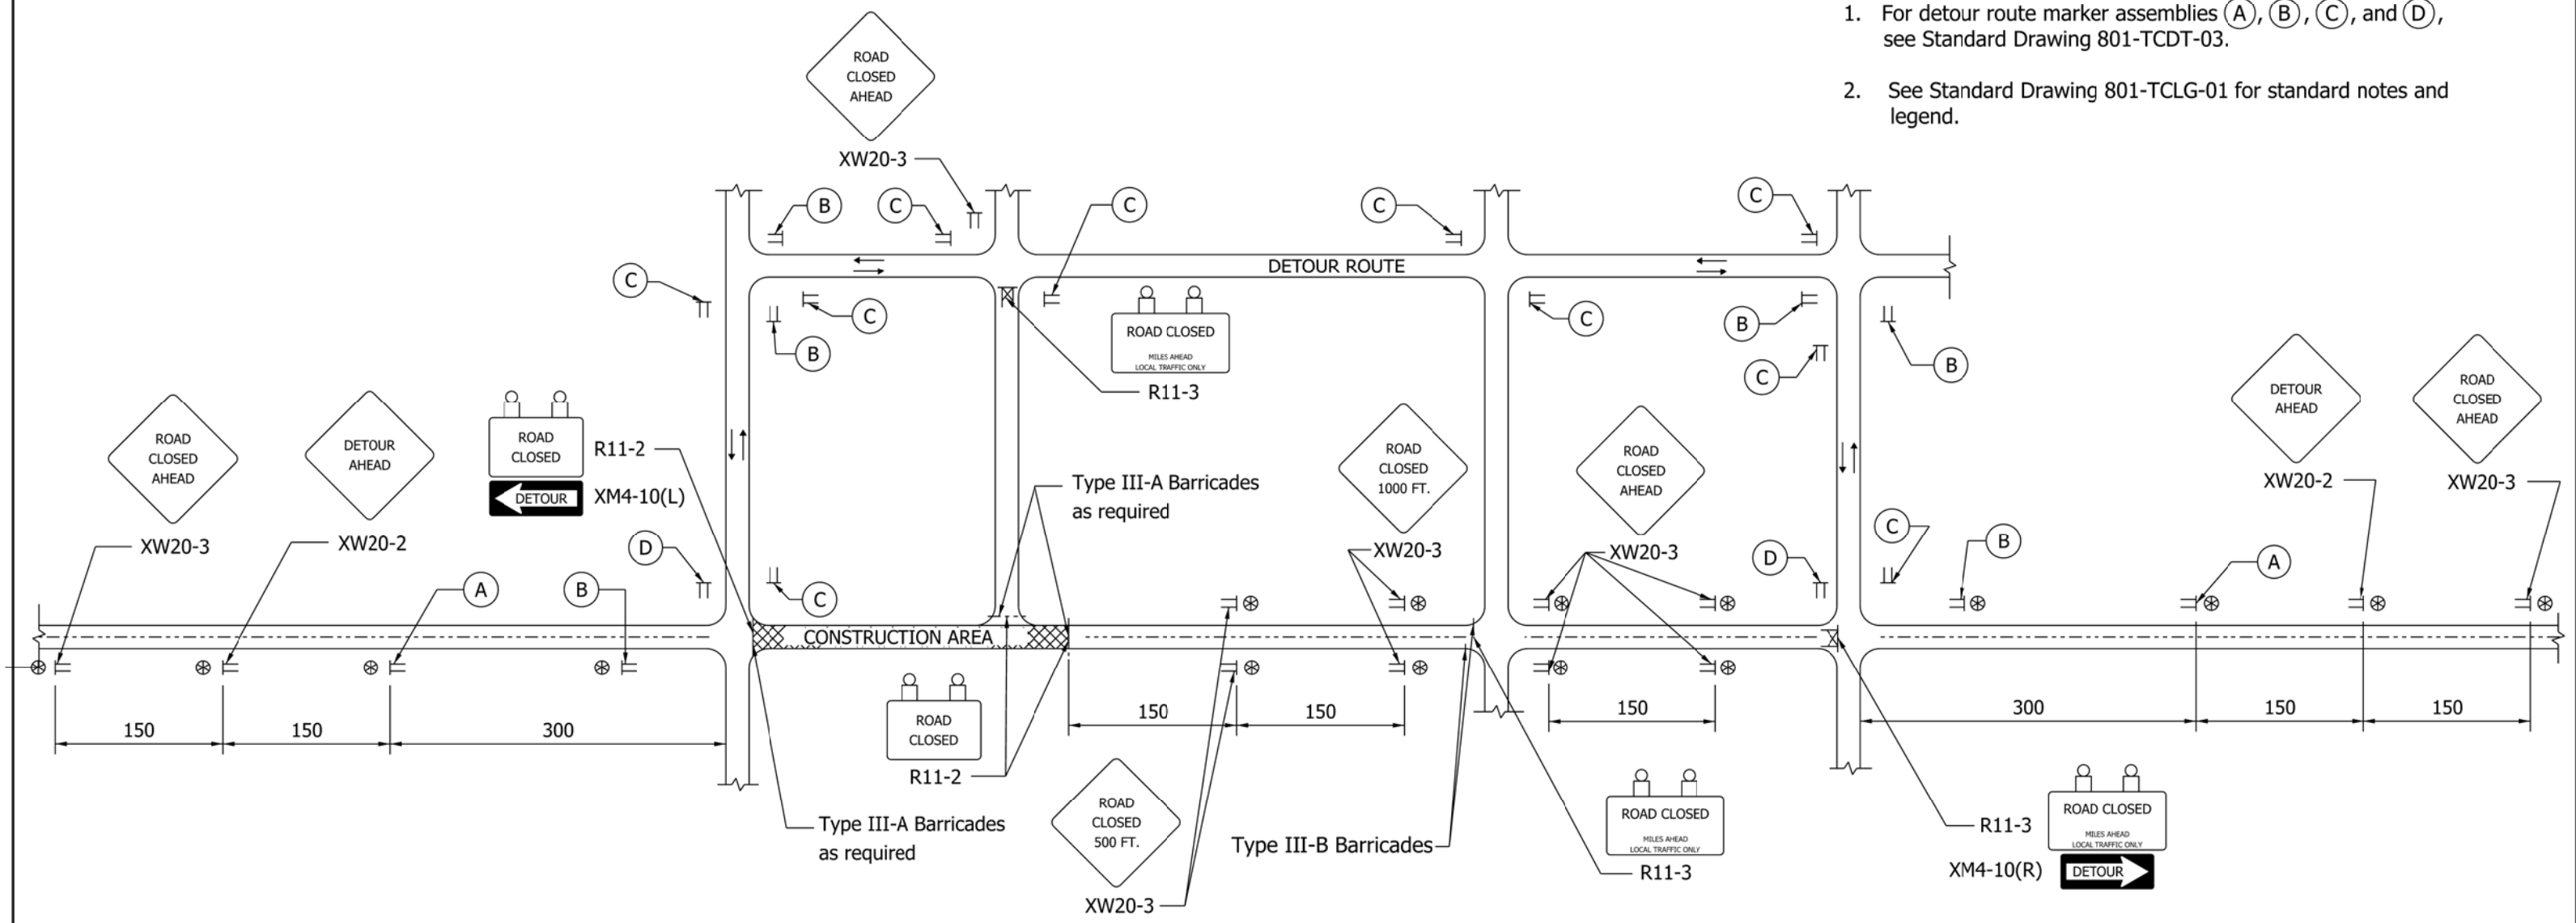 1. For detour route marker assemblies A, B, C, and D,
see Standard Drawing 801-TCDT-03.
2. See Standard Drawing 801-TCLG-01 for standard notes and
legend.
ROAD
CLOSED
AHEAD
XW20-3
B
C
C
C
C
DETOUR ROUTE
C
C
B
ROAD CLOSED
MILES AHEAD
LOCAL TRAFFIC ONLY
R11-3
C
B
C
B
ROAD
CLOSED
AHEAD
XW20-3
DETOUR
AHEAD
XW20-2
ROAD
CLOSED
R11-2
DETOUR
XM4-10(L)
Type III-A Barricades
as required
ROAD
CLOSED
1000 FT.
XW20-3
ROAD
CLOSED
AHEAD
XW20-3
DETOUR
AHEAD
XW20-2
ROAD
CLOSED
AHEAD
XW20-3
A
B
D
C
D
C
B
A
CONSTRUCTION AREA
150
150
300
150
150
150
300
150
150
ROAD
CLOSED
R11-2
Type III-A Barricades
as required
ROAD
CLOSED
500 FT.
XW20-3
Type III-B Barricades
ROAD CLOSED
MILES AHEAD
LOCAL TRAFFIC ONLY
R11-3
R11-3
ROAD CLOSED
MILES AHEAD
LOCAL TRAFFIC ONLY
XM4-10(R)
DETOUR